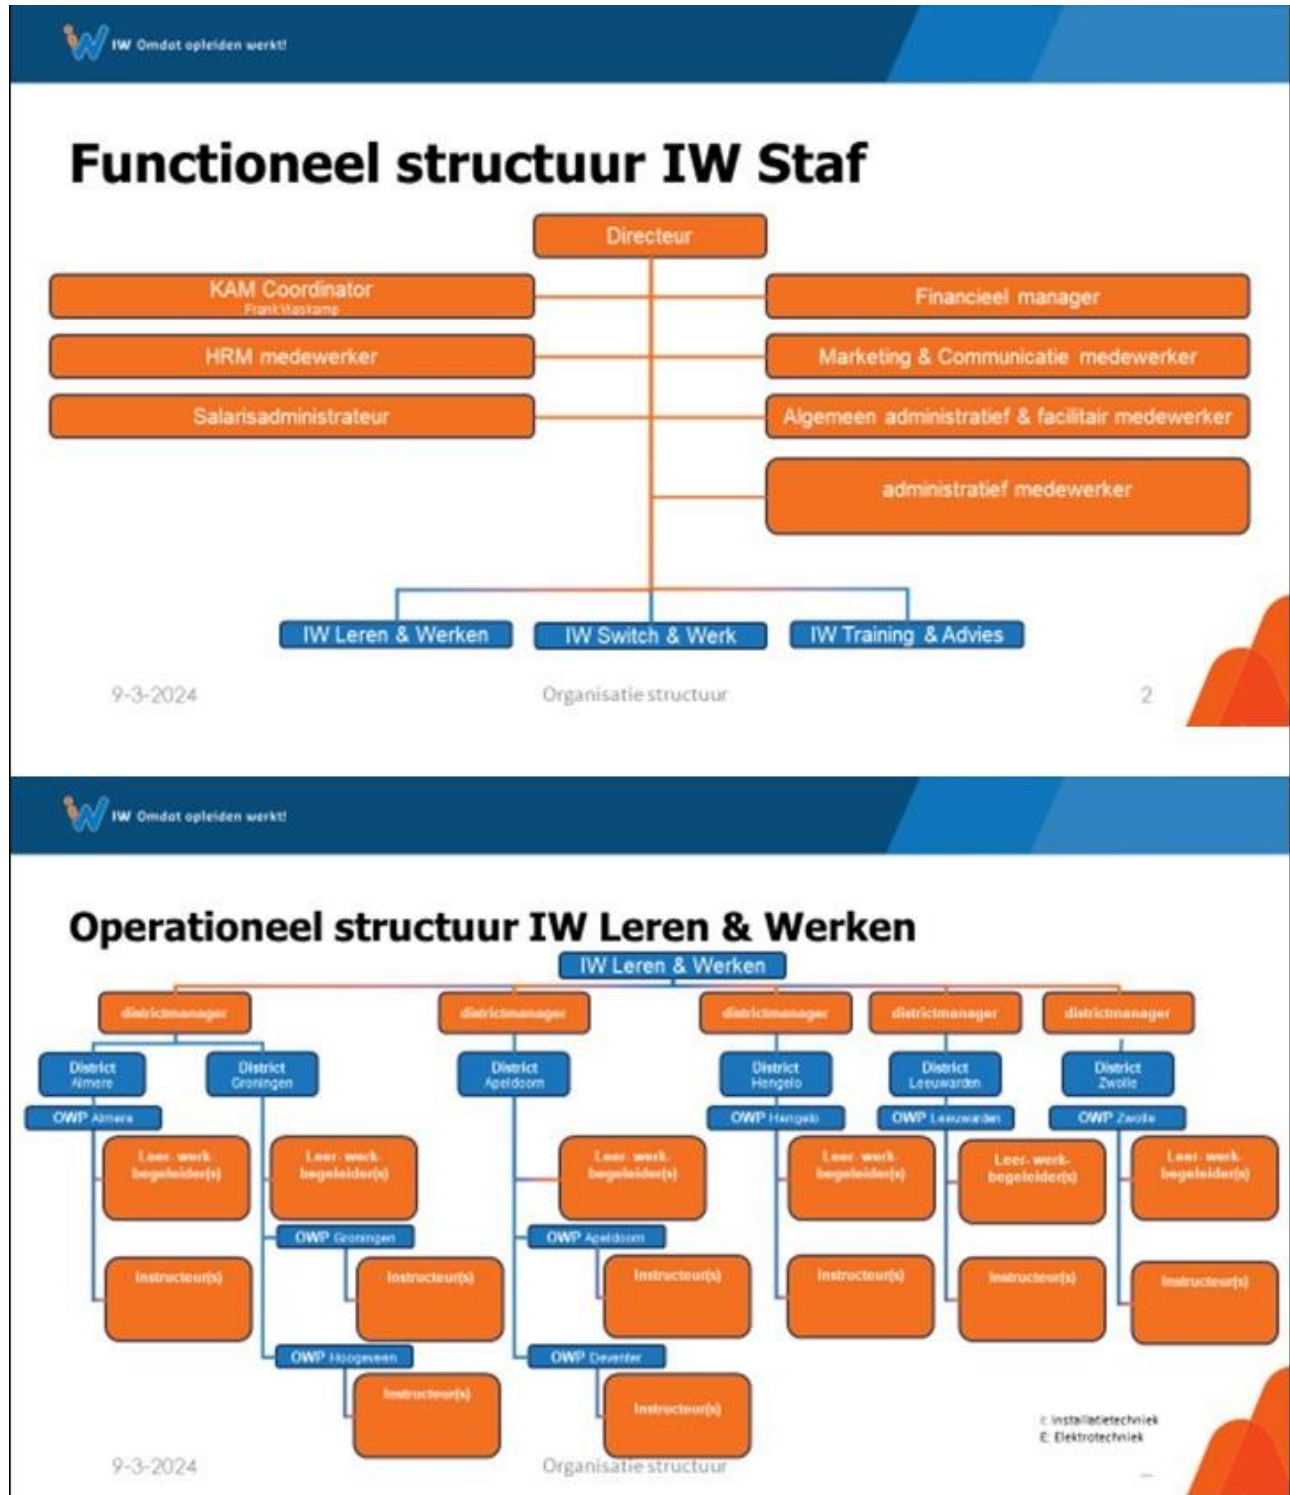 IW Omdat opleiden werkt!
Functioneel structuur IW Staf
Directeur
KAM Coordinator
Financieel manager
HRM medewerker
Marketing & Communicatie medewerker
Salarisadministrateur
Algemeen administratief & facilitair medewerker
administratief medewerker
IW Leren & Werken
IW Switch & Werk
IW Training & Advies
9-3-2024
Organisatie structuur
2
IW Omdat opleiden werkt!
Operationeel structuur IW Leren & Werken
IW Leren & Werken
districtmanager
districtmanager
districtmanager
districtmanager
districtmanager
District
Almere
District
Groningen
District
Apeldoorn
District
Hengelo
District
Leeuwarden
District
Zwolle
OWP Almere
OWP Hengelo
OWP Leeuwarden
OWP Zwolle
Leer- werk-
begeleider(s)
Leer- werk-
begeleider(s)
Leer- werk-
begeleider(s)
Leer- werk-
begeleider(s)
Leer- werk-
begeleider(s)
Leer- werk-
begeleider(s)
OWP Groningen
OWP Apeldoorn
Instructeur(s)
Instructeur(s)
Instructeur(s)
Instructeur(s)
Instructeur(s)
Instructeur(s)
OWP Hoogeveen
OWP Deventer
Instructeur(s)
Instructeur(s)
I: Installatietechniek
E: Elektrotechniek
9-3-2024
Organisatie structuur